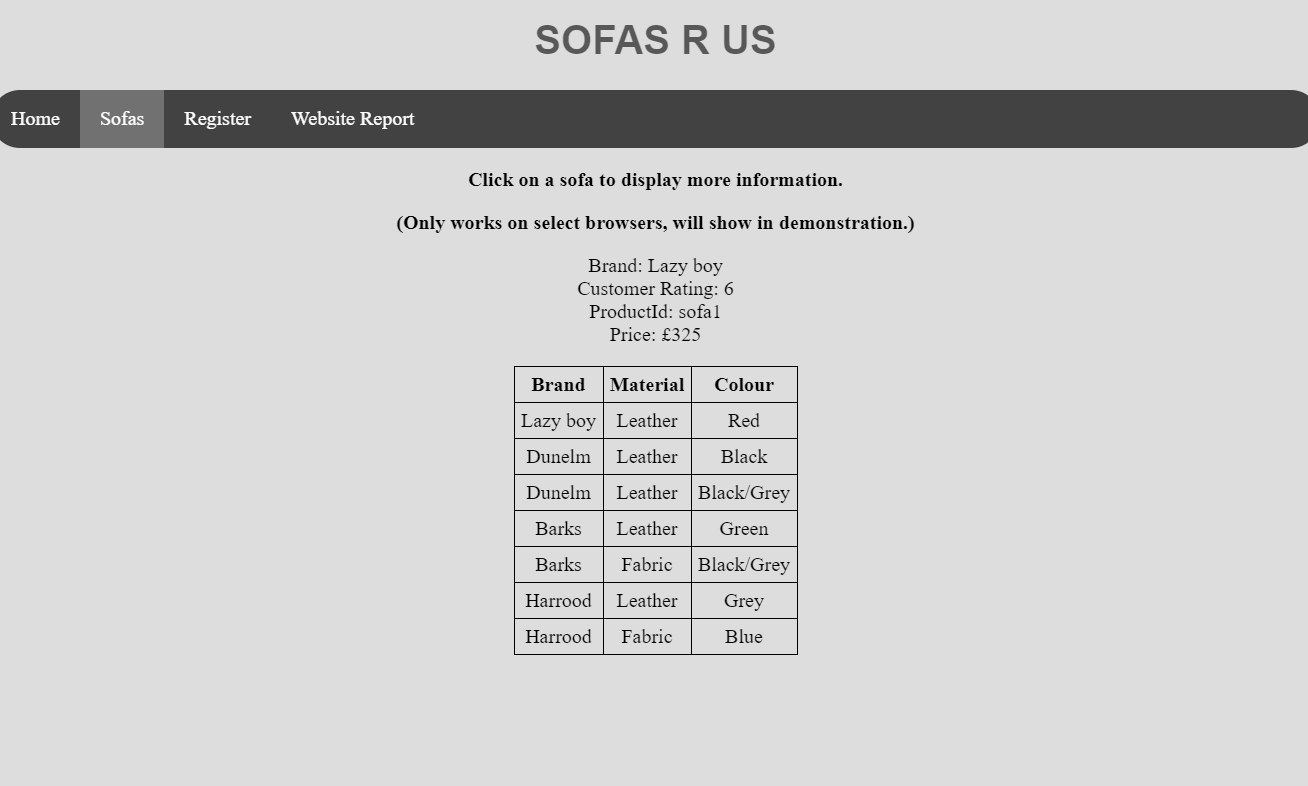 SOFAS R US
Home Sofas Register Website Report
Click on a sofa to display more information.
(Only works on select browsers, will show in demonstration.)
Brand: Lazy boy
Customer Rating: 6
ProductId: sofa1
Price: £325
Brand Material Colour
Lazy boy Leather Red
Dunelm Leather Black
Dunelm Leather Black/Grey
Barks Leather Green
Barks Fabric Black/Grey
Harrood Leather Grey
Harrood Fabric Blue